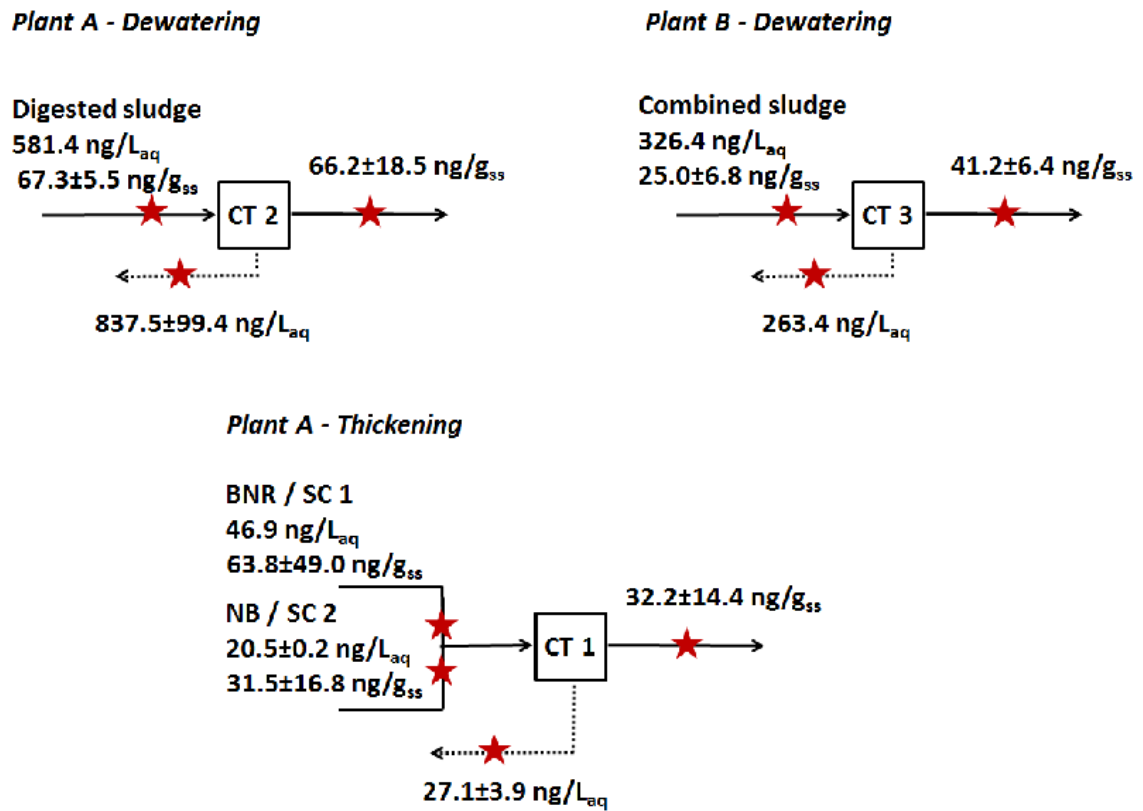 Plant A - Dewatering
Digested sludge
581.4 ng/Laq
67.3±5.5 ng/gss
CT 2
66.2±18.5 ng/gss
837.5±99.4 ng/Laq
Plant B - Dewatering
Combined sludge
326.4 ng/Laq
25.0±6.8 ng/gss
CT 3
41.2±6.4 ng/gss
263.4 ng/Laq
Plant A - Thickening
BNR / SC 1
46.9 ng/Laq
63.8±49.0 ng/gss
NB / SC 2
20.5±0.2 ng/Laq
31.5±16.8 ng/gss
CT 1
32.2±14.4 ng/gss
27.1±3.9 ng/Laq